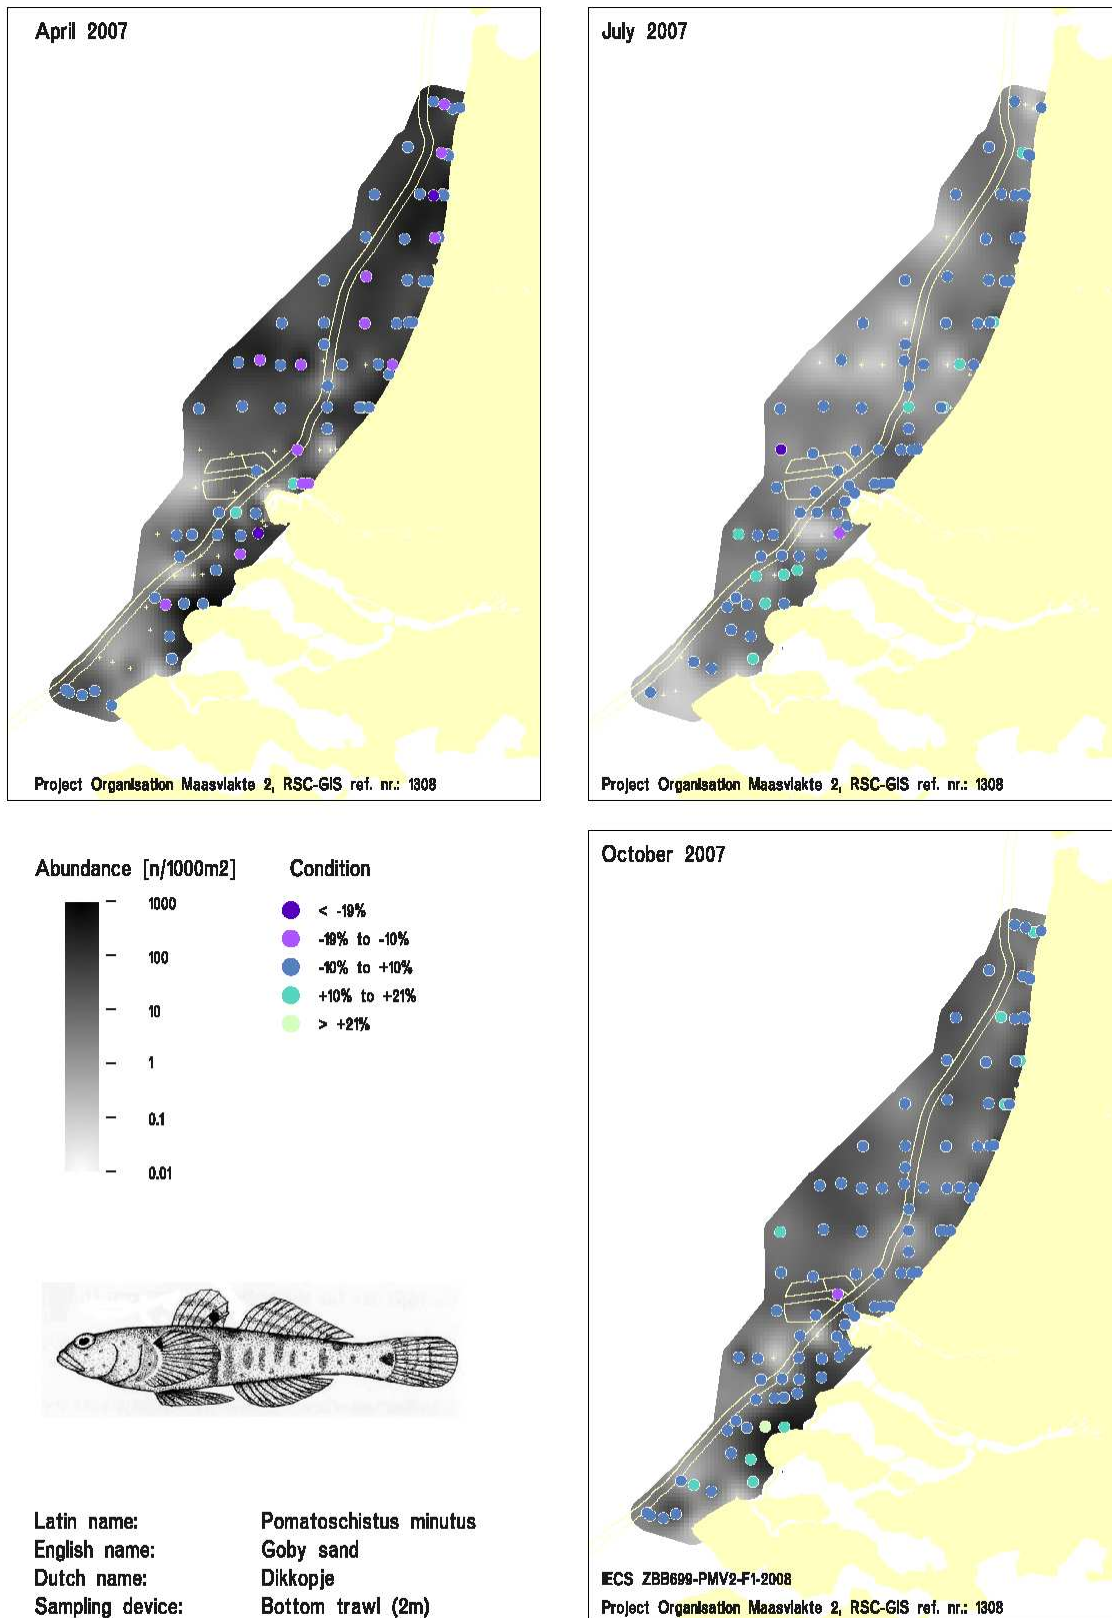 April 2007
Project Organisation Maasvlakte 2, RSC-GIS ref. nr.: 1308
July 2007
Project Organisation Maasvlakte 2, RSC-GIS ref. nr.: 1308
Abundance [n/1000m2]
1000
100
10
1
0.1
0.01
Condition
< -19%
-19% to -10%
-10% to +10%
+10% to +21%
> +21%
October 2007
IECS ZBB699-PMV2-F1-2008
Project Organisation Maasvlakte 2, RSC-GIS ref. nr.: 1308
Latin name: Pomatoschistus minutus
English name: Goby sand
Dutch name: Dikkopje
Sampling device: Bottom trawl (2m)